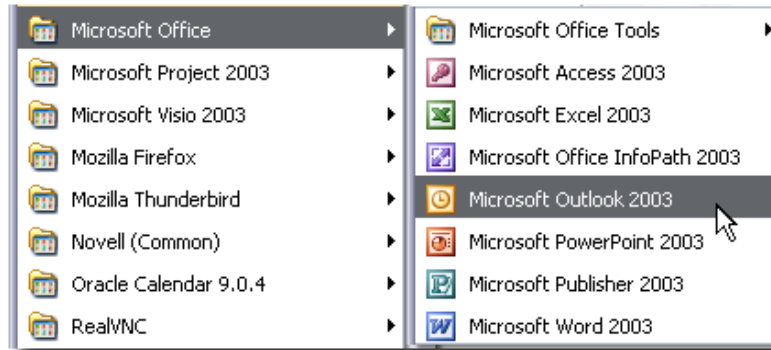 Microsoft Office
Microsoft Project 2003
Microsoft Visio 2003
Mozilla Firefox
Mozilla Thunderbird
Novell (Common)
Oracle Calendar 9.0.4
RealVNC
Microsoft Office Tools
Microsoft Access 2003
Microsoft Excel 2003
Microsoft Office InfoPath 2003
Microsoft Outlook 2003
Microsoft PowerPoint 2003
Microsoft Publisher 2003
Microsoft Word 2003